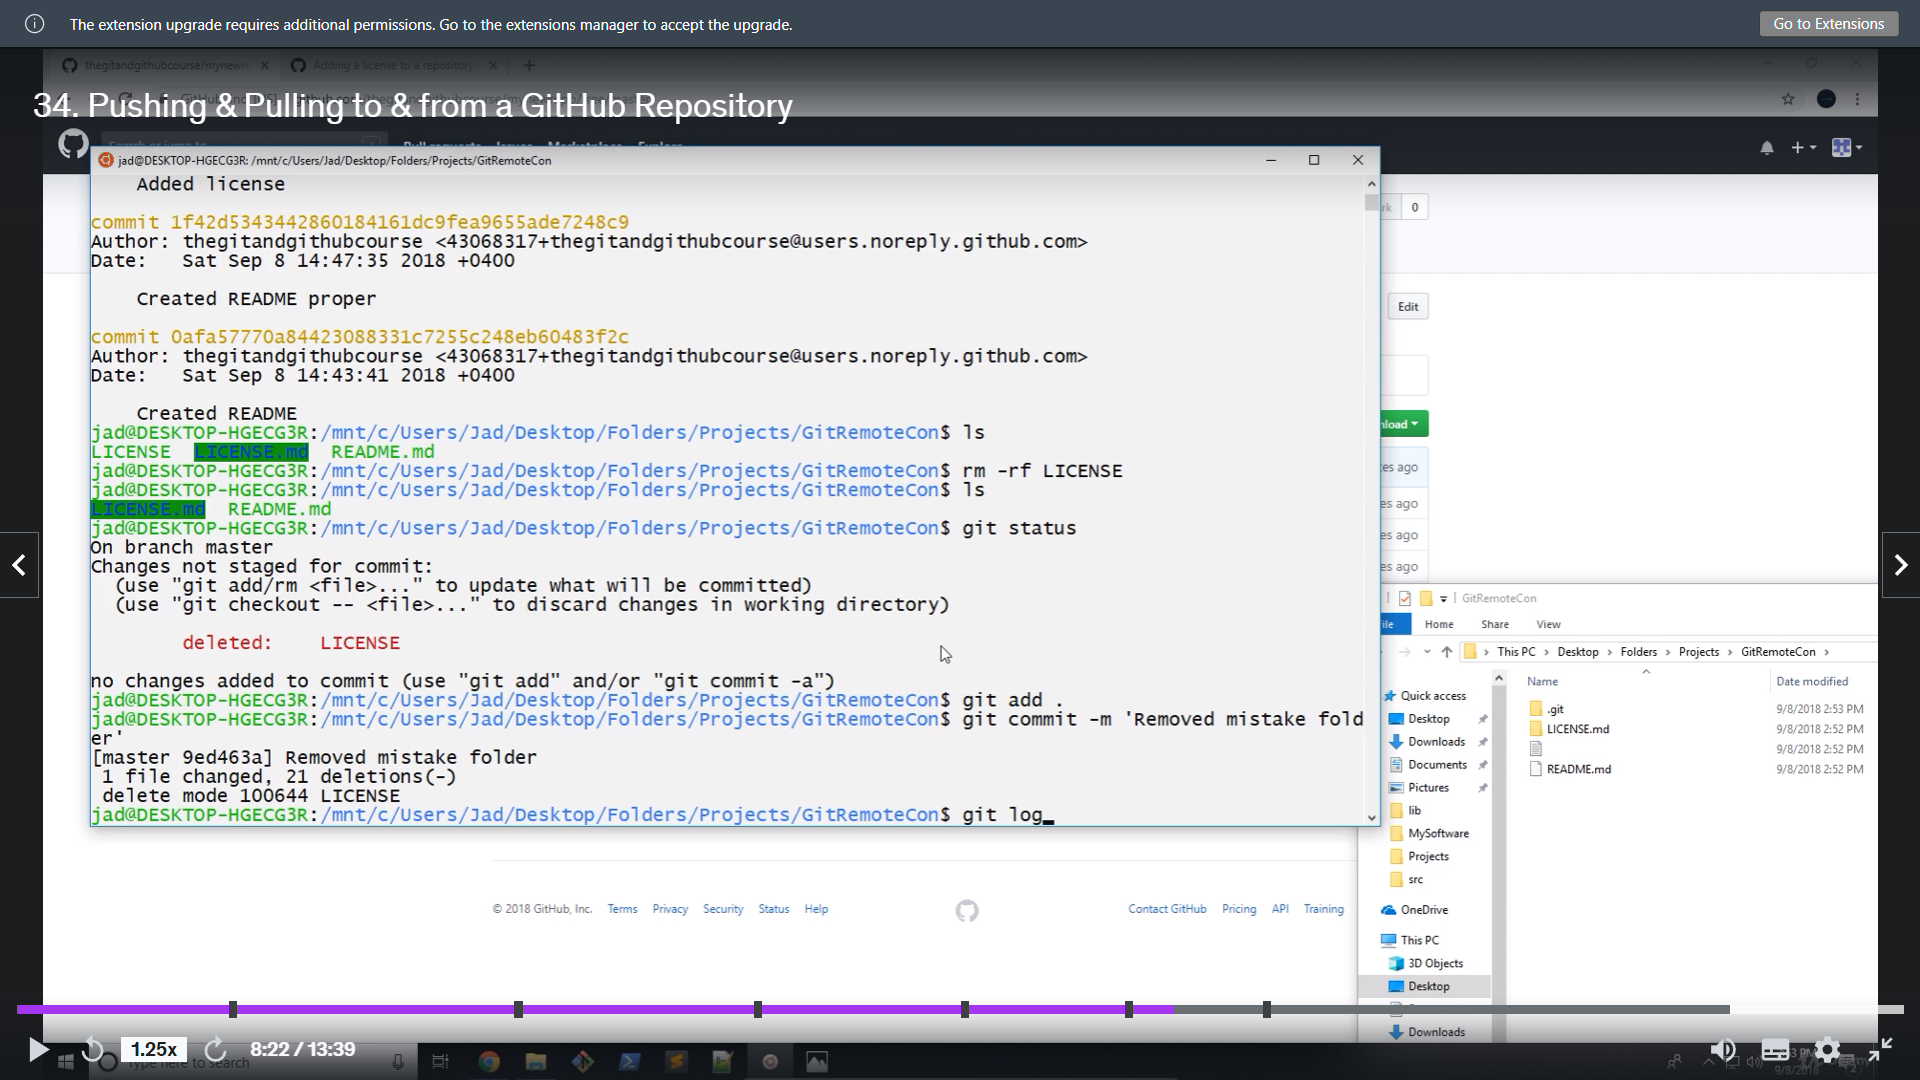 The extension upgrade requires additional permissions. Go to the extensions manager to accept the upgrade.
Go to Extensions
thegitandgithubcourse/mynewr
Adding a license to a repository
34. Pushing & Pulling to & from a GitHub Repository
jad@DESKTOP-HGECG3R: /mnt/c/Users/Jad/Desktop/Folders/Projects/GitRemoteCon
Added license
commit 1f42d5343442860184161dc9fea9655ade7248c9
Author: thegitandgithubcourse <43068317+thegitandgithubcourse@users.noreply.github.com>
Date:   Sat Sep 8 14:47:35 2018 +0400
Created README proper
commit 0afa57770a84423088331c7255c248eb60483f2c
Author: thegitandgithubcourse <43068317+thegitandgithubcourse@users.noreply.github.com>
Date:   Sat Sep 8 14:43:41 2018 +0400
Created README
jad@DESKTOP-HGECG3R:/mnt/c/Users/Jad/Desktop/Folders/Projects/GitRemoteCon$ ls
LICENSE  LICENSE.md  README.md
jad@DESKTOP-HGECG3R:/mnt/c/Users/Jad/Desktop/Folders/Projects/GitRemoteCon$ rm -rf LICENSE
jad@DESKTOP-HGECG3R:/mnt/c/Users/Jad/Desktop/Folders/Projects/GitRemoteCon$ ls
LICENSE.md  README.md
jad@DESKTOP-HGECG3R:/mnt/c/Users/Jad/Desktop/Folders/Projects/GitRemoteCon$ git status
On branch master
Changes not staged for commit:
  (use "git add/rm <file>..." to update what will be committed)
  (use "git checkout -- <file>..." to discard changes in working directory)
deleted:    LICENSE
no changes added to commit (use "git add" and/or "git commit -a")
jad@DESKTOP-HGECG3R:/mnt/c/Users/Jad/Desktop/Folders/Projects/GitRemoteCon$ git add .
jad@DESKTOP-HGECG3R:/mnt/c/Users/Jad/Desktop/Folders/Projects/GitRemoteCon$ git commit -m 'Removed mistake fold
er'
[master 9ed463a] Removed mistake folder
 1 file changed, 21 deletions(-)
 delete mode 100644 LICENSE
jad@DESKTOP-HGECG3R:/mnt/c/Users/Jad/Desktop/Folders/Projects/GitRemoteCon$ git log
0
Edit
load
es ago
es ago
es ago
es ago
GitRemoteCon
ile Home Share View
This PC > Desktop > Folders > Projects > GitRemoteCon >
Name Date modified
Quick access
Desktop
Downloads
Documents
Pictures
lib
MySoftware
Projects
src
OneDrive
This PC
3D Objects
Desktop
Downloads
.git 9/8/2018 2:53 PM
LICENSE.md 9/8/2018 2:52 PM
9/8/2018 2:52 PM
README.md 9/8/2018 2:52 PM
© 2018 GitHub, Inc. Terms Privacy Security Status Help
Contact GitHub Pricing API Training
1.25x
8:22 / 13:39
Type here to search
9/8/2018